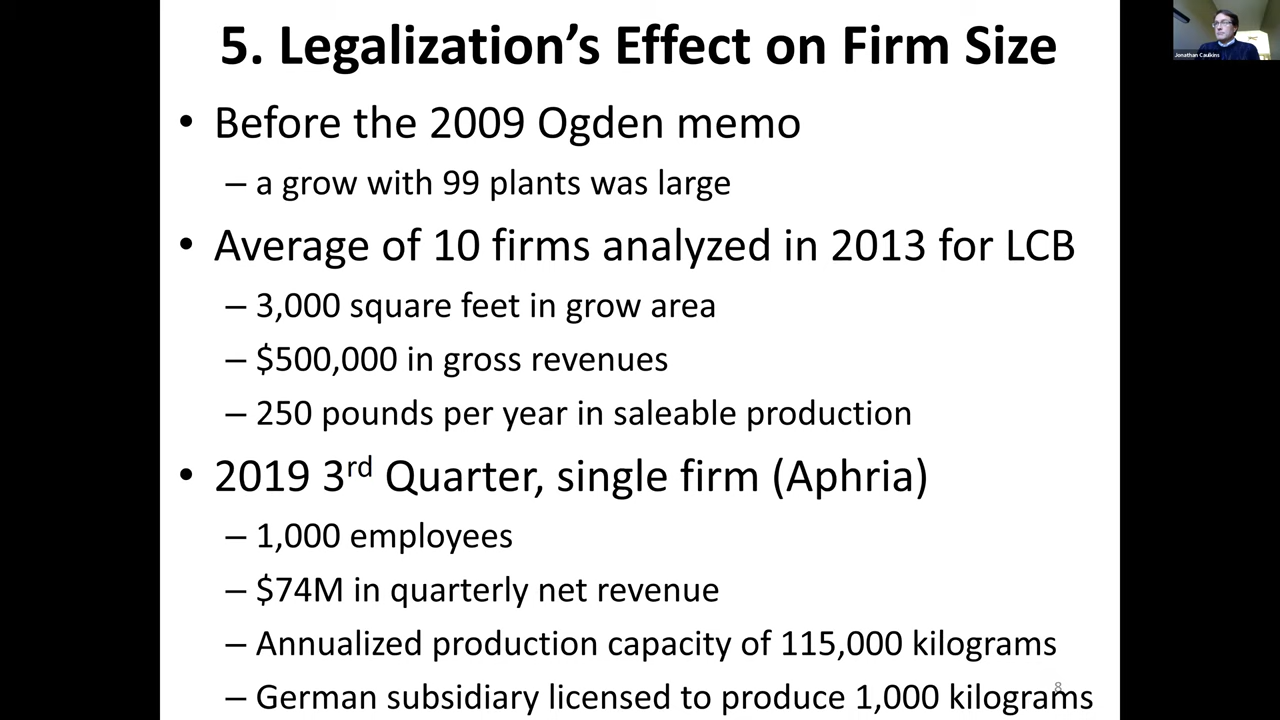 5. Legalization's Effect on Firm Size
Jonathan Caulkins
• Before the 2009 Ogden memo
– a grow with 99 plants was large
• Average of 10 firms analyzed in 2013 for LCB
– 3,000 square feet in grow area
– $500,000 in gross revenues
– 250 pounds per year in saleable production
• 2019 3rd Quarter, single firm (Aphria)
– 1,000 employees
– $74M in quarterly net revenue
– Annualized production capacity of 115,000 kilograms
– German subsidiary licensed to produce 1,000 kilograms
8